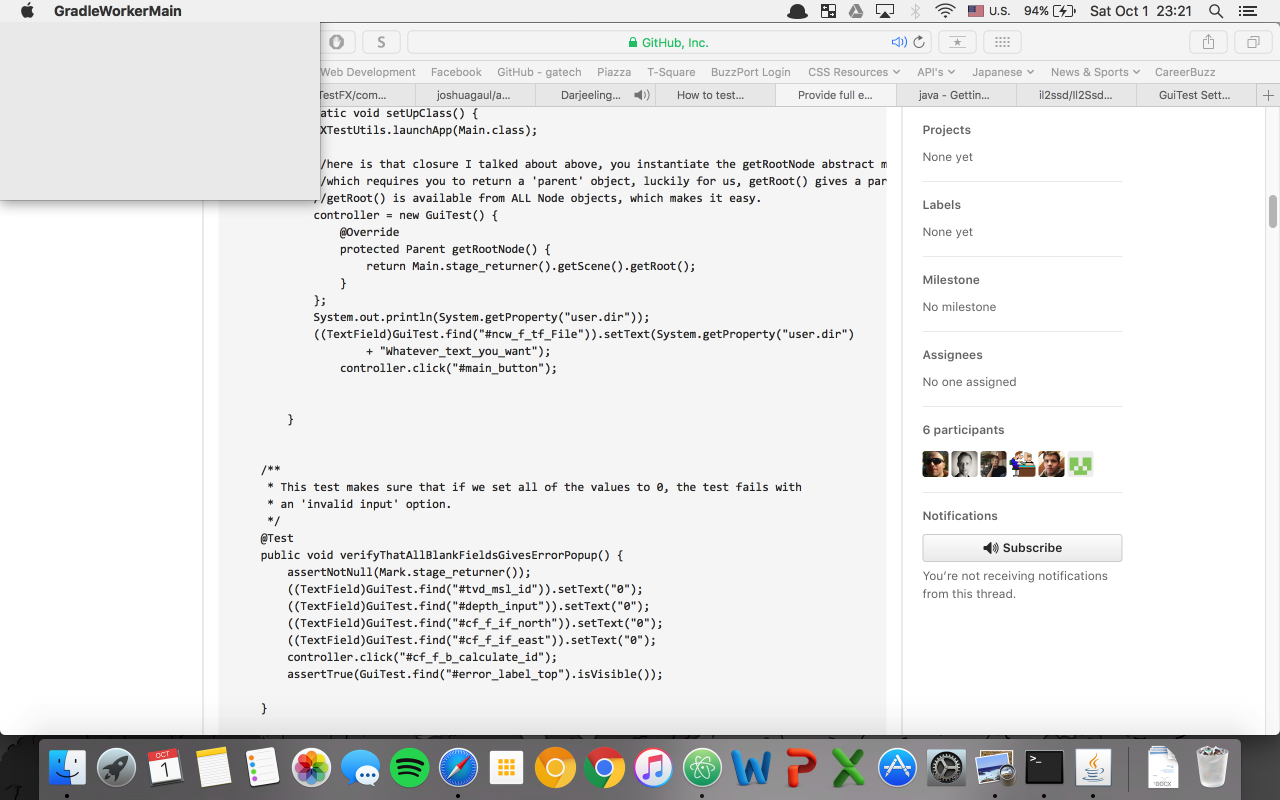 GradleWorkerMain
U.S.
94%
Sat Oct 1 23:21
S
GitHub, Inc.
Web Development
Facebook
GitHub - gatech
Piazza
T-Square
BuzzPort Login
CSS Resources
API's
Japanese
News & Sports
CareerBuzz
TestFX/com...
joshuagaul/a...
Darjeeling...
How to test...
Provide full e...
java - Gettin...
il2ssd/Il2Ssd...
GuiTest Sett...
atic void setUpClass() {
XTestUtils.launchApp(Main.class);
/here is that closure I talked about above, you instantiate the getRootNode abstract m
/which requires you to return a 'parent' object, luckily for us, getRoot() gives a par
//getRoot() is available from ALL Node objects, which makes it easy.
controller = new GuiTest() {
@Override
protected Parent getRootNode() {
return Main.stage_returner().getScene().getRoot();
}
};
System.out.println(System.getProperty("user.dir"));
((TextField)GuiTest.find("#ncw_f_tf_File")).setText(System.getProperty("user.dir")
+ "Whatever_text_you_want");
controller.click("#main_button");
}
/**
* This test makes sure that if we set all of the values to 0, the test fails with
* an 'invalid input' option.
*/
@Test
public void verifyThatAllBlankFieldsGivesErrorPopup() {
assertNotNull(Mark.stage_returner());
((TextField)GuiTest.find("#tvd_msl_id")).setText("0");
((TextField)GuiTest.find("#depth_input")).setText("0");
((TextField)GuiTest.find("#cf_f_if_north")).setText("0");
((TextField)GuiTest.find("#cf_f_if_east")).setText("0");
controller.click("#cf_f_b_calculate_id");
assertTrue(GuiTest.find("#error_label_top").isVisible());
}
Projects
None yet
Labels
None yet
Milestone
No milestone
Assignees
No one assigned
6 participants
Notifications
Subscribe
You're not receiving notifications
from this thread.
OCT
1
>_
.DOCX